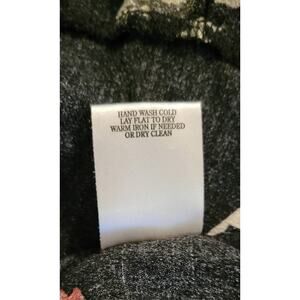 HAND WASH COLD
LAY FLAT TO DRY
WARM IRON IF NEEDED
OR DRY CLEAN